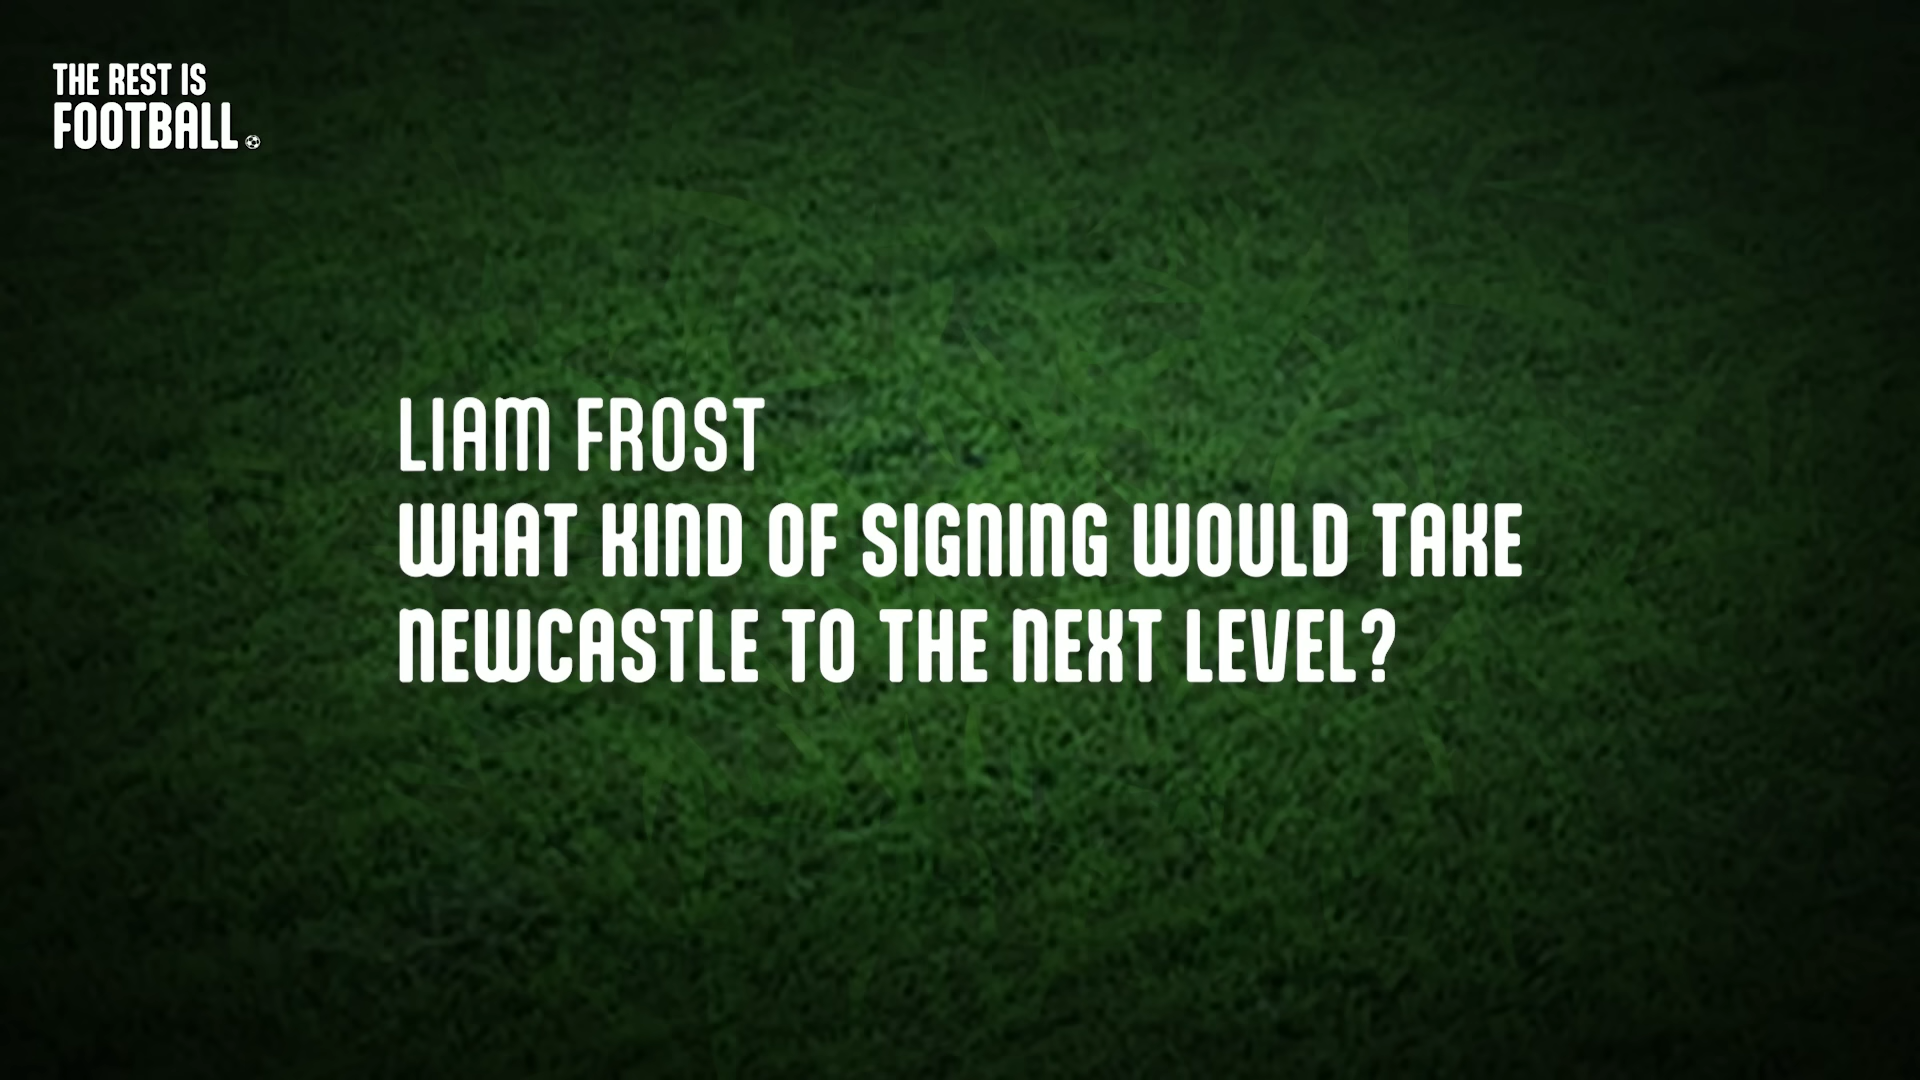 THE REST IS
FOOTBALL
LIAM FROST
WHAT KIND OF SIGNING WOULD TAKE
NEWCASTLE TO THE NEXT LEVEL?